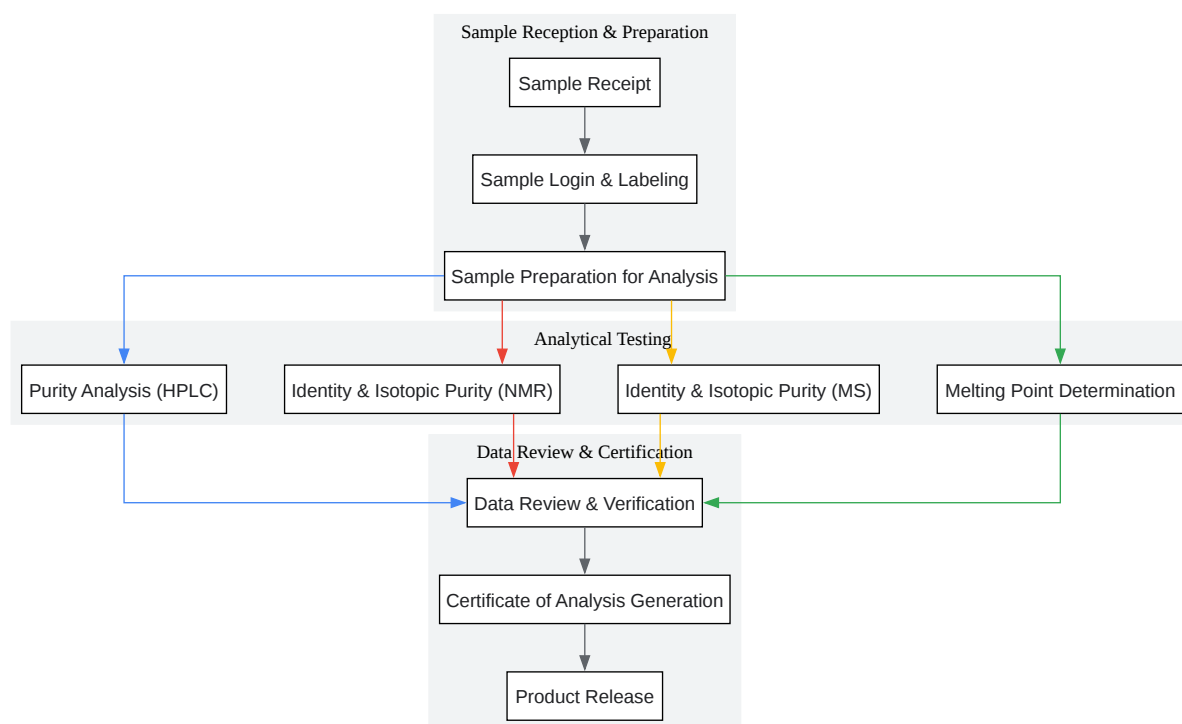 Sample Reception & Preparation
Sample Receipt
Sample Login & Labeling
Sample Preparation for Analysis
Analytical Testing
Purity Analysis (HPLC)
Identity & Isotopic Purity (NMR)
Identity & Isotopic Purity (MS)
Melting Point Determination
Data Review & Certification
Data Review & Verification
Certificate of Analysis Generation
Product Release